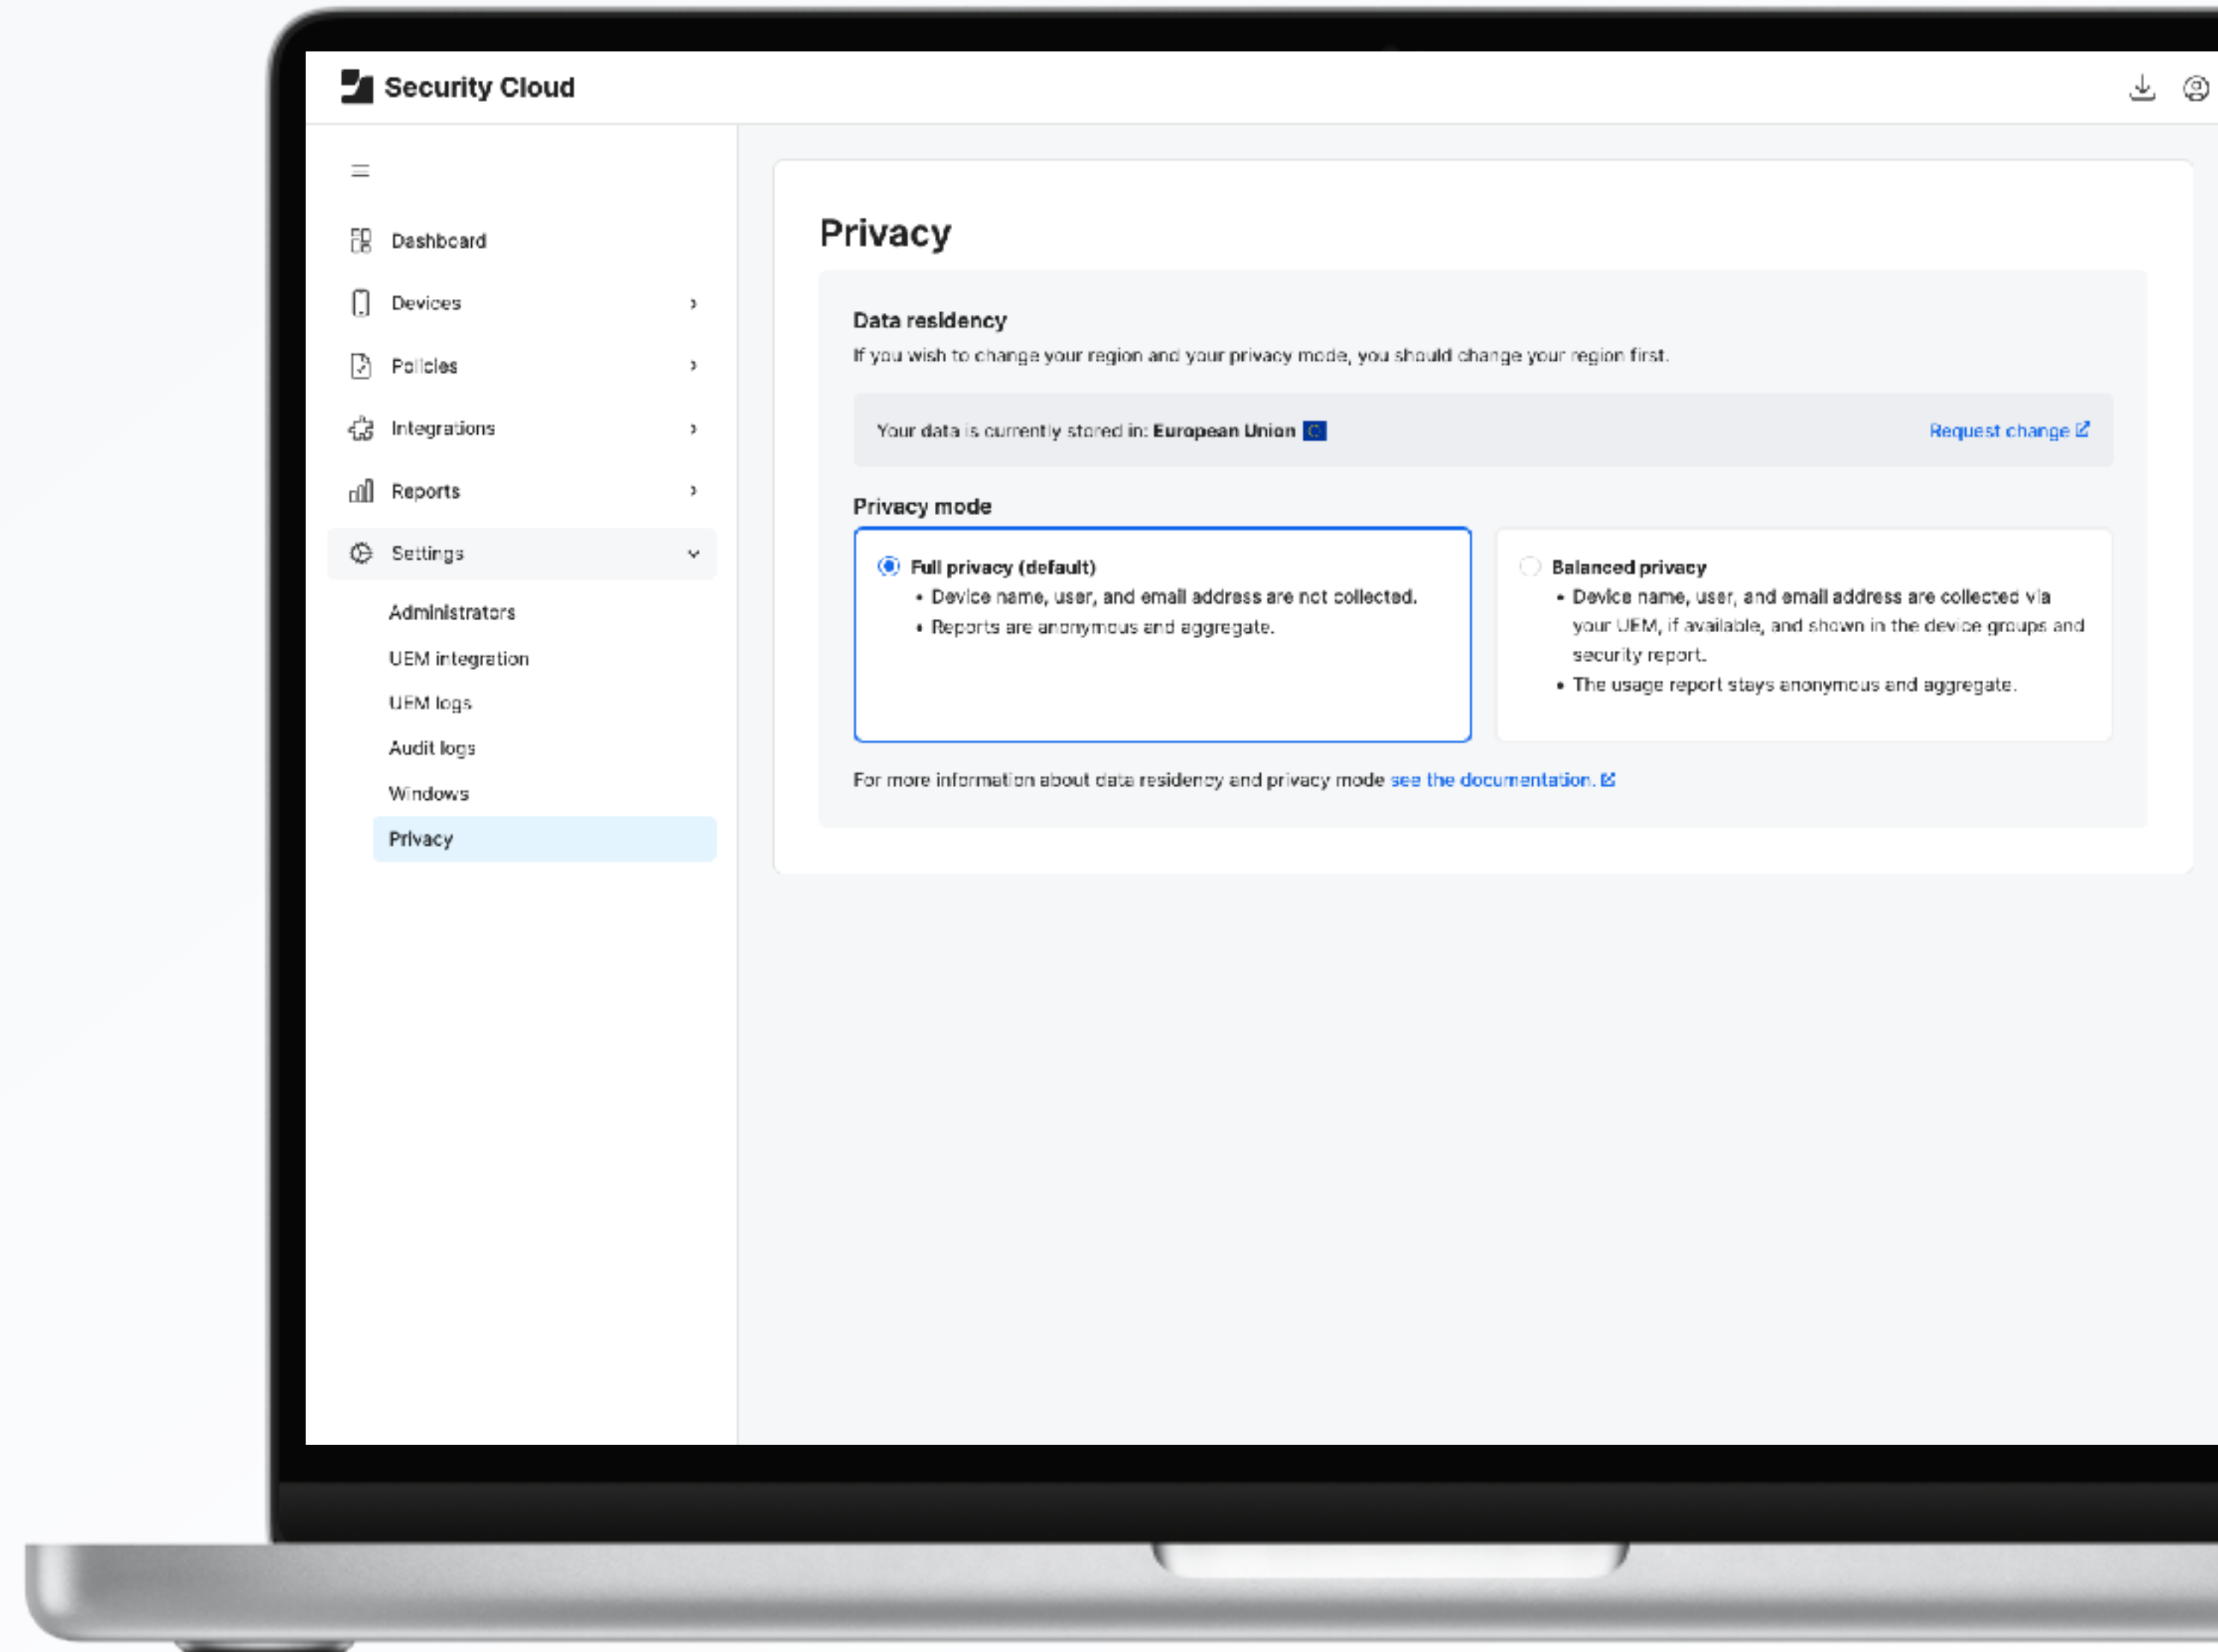 Security Cloud
Dashboard
Devices
Policies
Integrations
Reports
Settings
Administrators
UEM integration
UEM logs
Audit logs
Windows
Privacy
Privacy
Data residency
If you wish to change your region and your privacy mode, you should change your region first.
Your data is currently stored in: European Union
Request change
Privacy mode
Full privacy (default)
• Device name, user, and email address are not collected.
• Reports are anonymous and aggregate.
Balanced privacy
• Device name, user, and email address are collected via
your UEM, if available, and shown in the device groups and
security report.
• The usage report stays anonymous and aggregate.
For more information about data residency and privacy mode see the documentation.